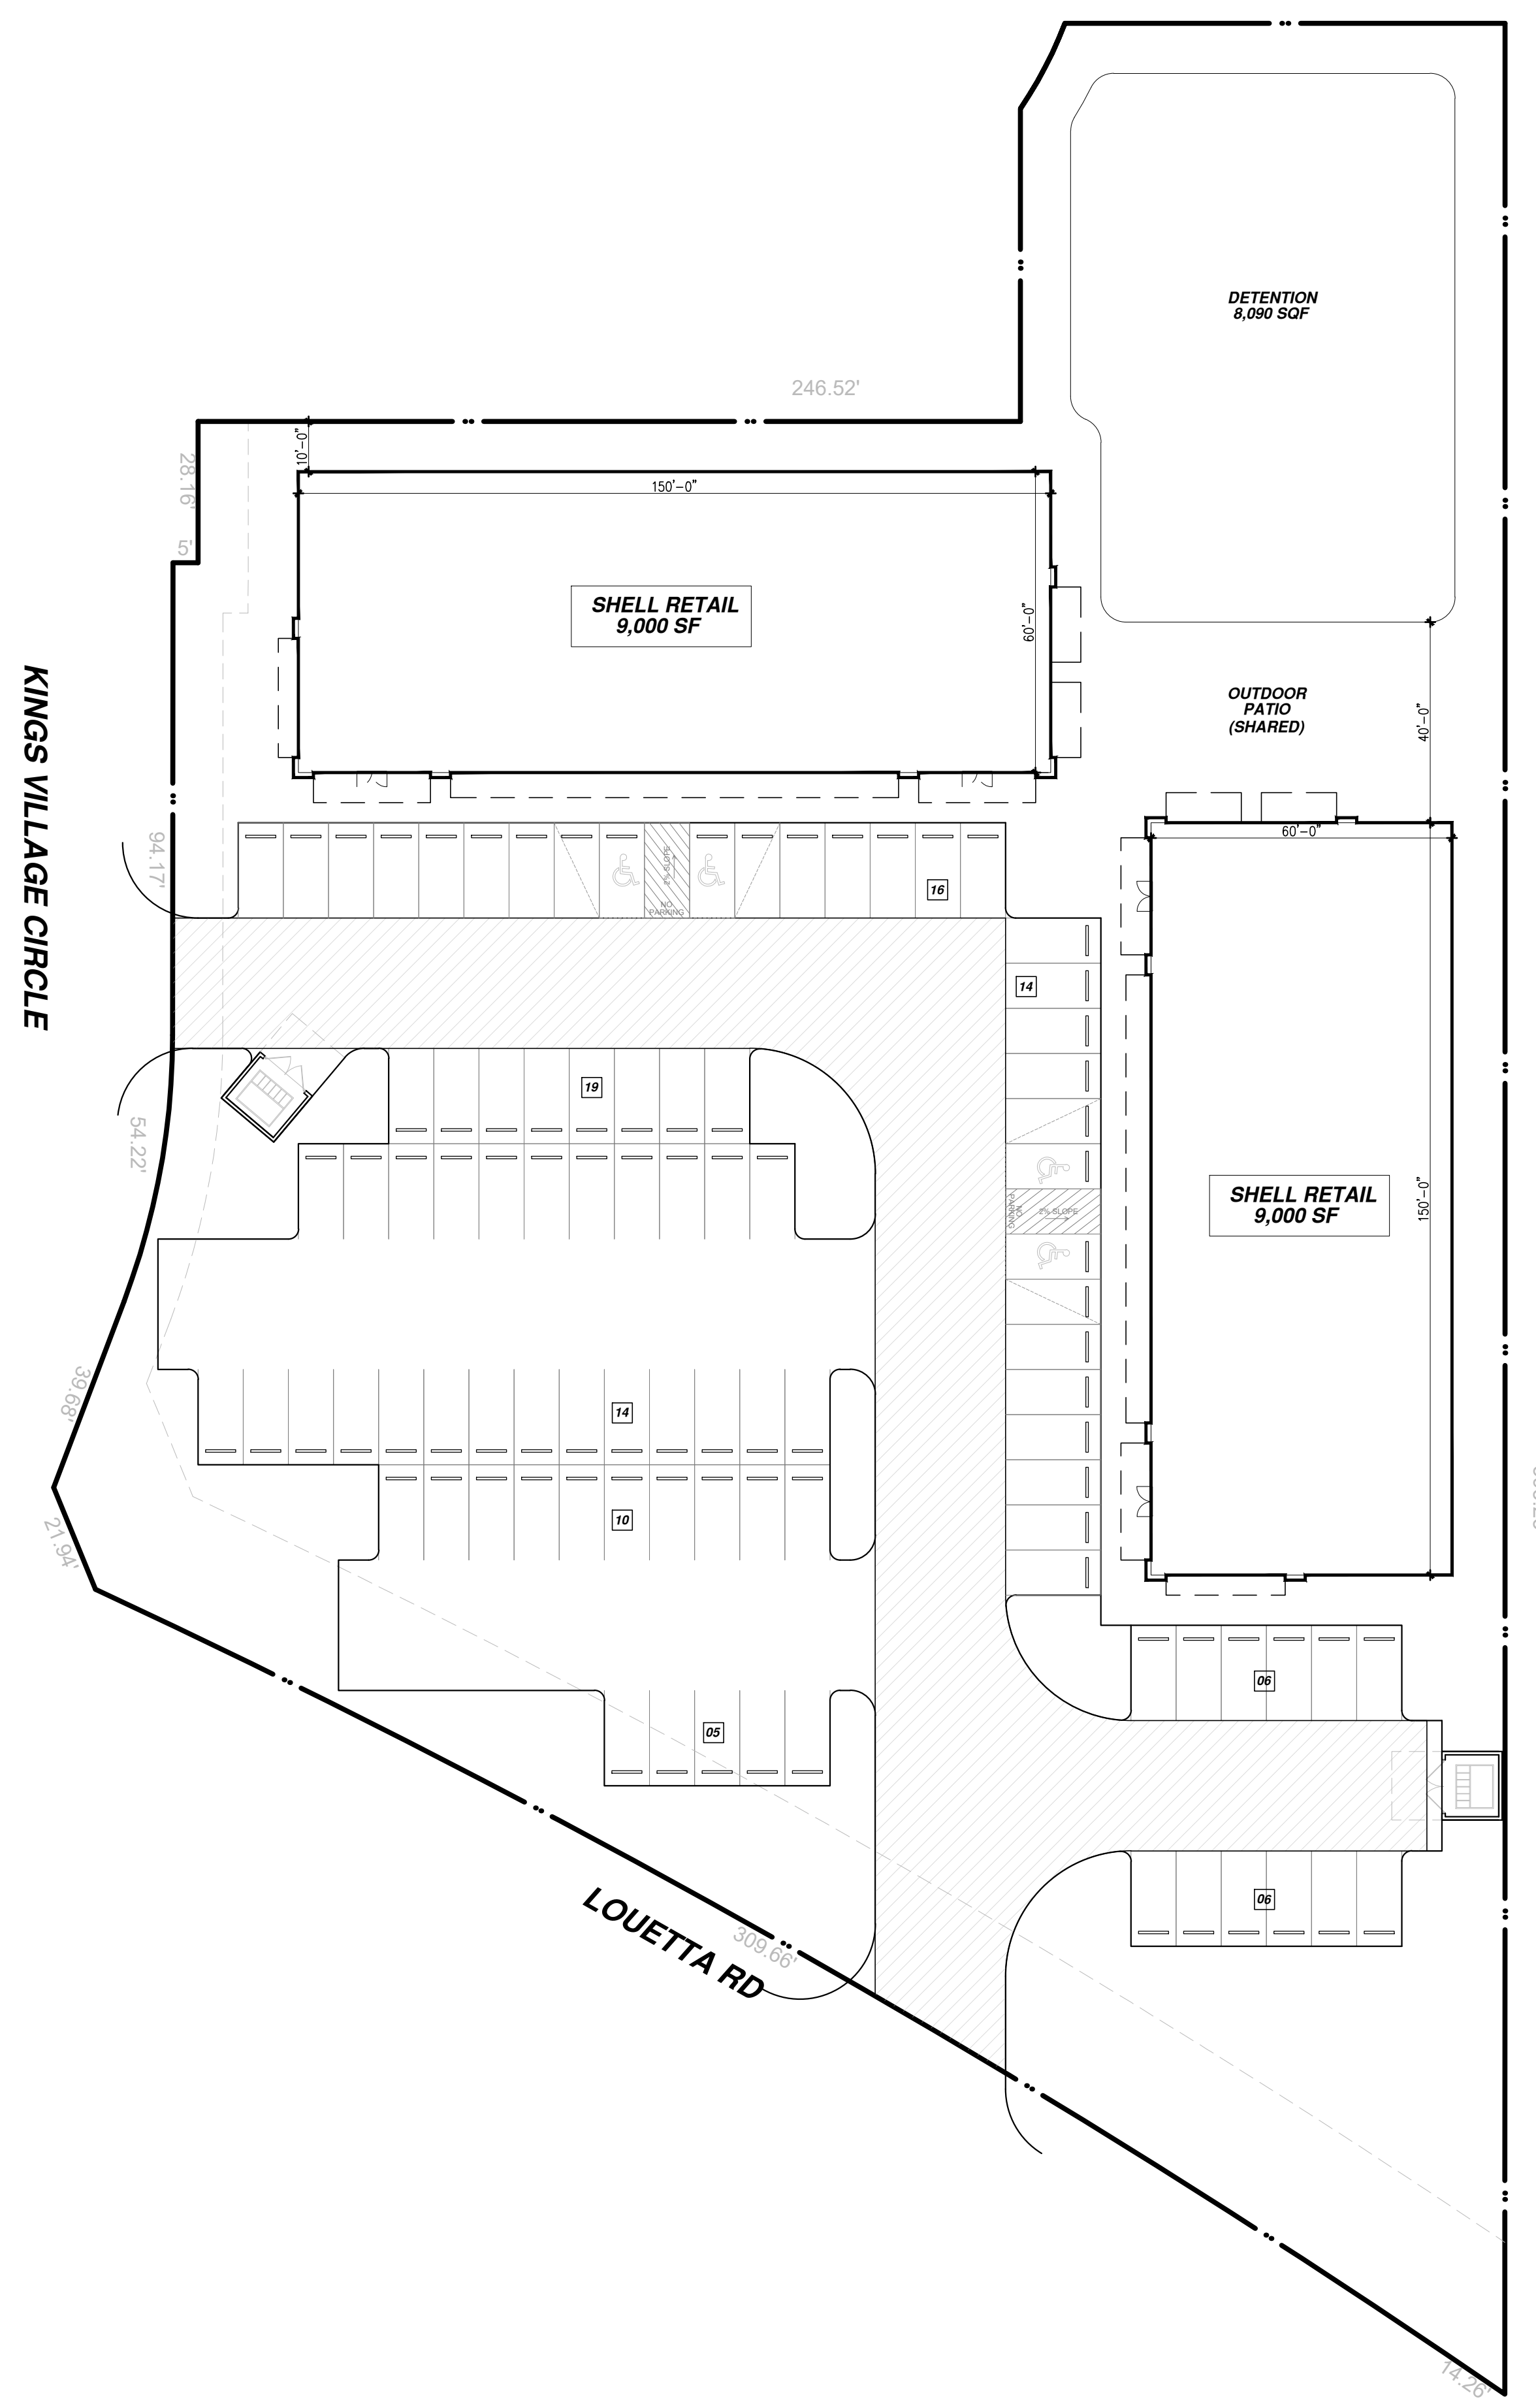 DETENTION
8,090 SQF
246.52'
10'-0"
28.16'
5'
150'-0"
SHELL RETAIL
9,000 SF
60'-0"
OUTDOOR
PATIO
(SHARED)
40'-0"
KINGS VILLAGE CIRCLE
94.17'
2% SLOPE
NO
PARKING
16
60'-0"
14
19
54.22'
NO
PARKING
2% SLOPE
SHELL RETAIL
9,000 SF
150'-0"
39.68'
14
10
21.94'
06
05
06
LOUETTA RD
309.66'
14.26'